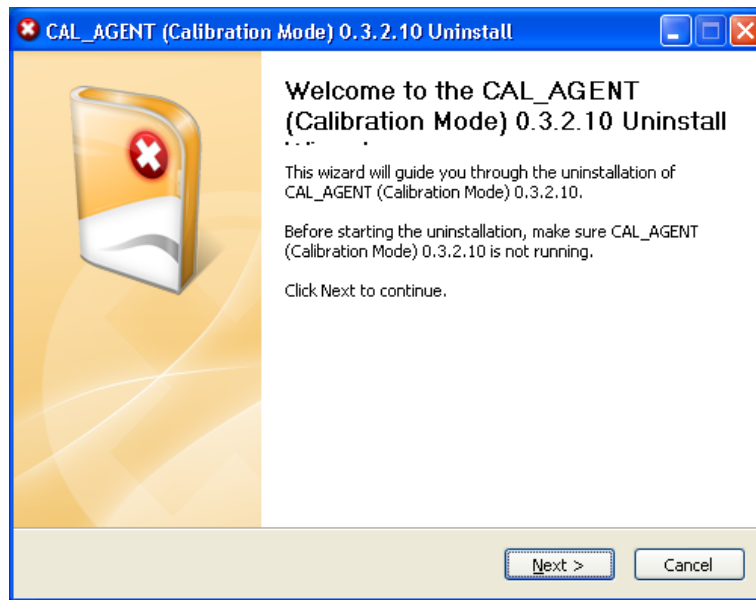 CAL_AGENT (Calibration Mode) 0.3.2.10 Uninstall
Welcome to the CAL_AGENT
(Calibration Mode) 0.3.2.10 Uninstall
This wizard will guide you through the uninstallation of
CAL_AGENT (Calibration Mode) 0.3.2.10.
Before starting the uninstallation, make sure CAL_AGENT
(Calibration Mode) 0.3.2.10 is not running.
Click Next to continue.
Next >
Cancel